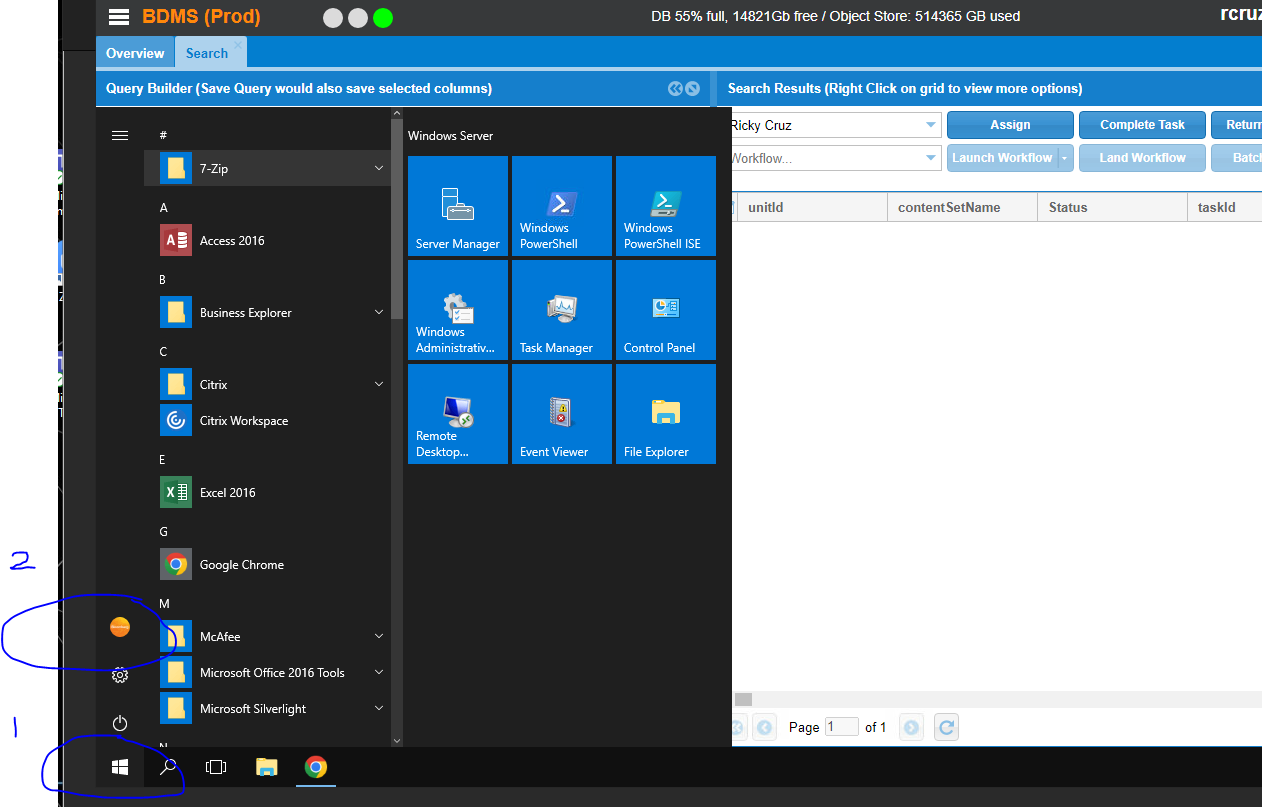 BDMS (Prod)
DB 55% full, 14821Gb free / Object Store: 514365 GB used
rcruz
Overview
Search
Query Builder (Save Query would also save selected columns)
Search Results (Right Click on grid to view more options)
#
7-Zip
A
Access 2016
B
Business Explorer
C
Citrix
Citrix Workspace
E
Excel 2016
G
Google Chrome
M
McAfee
Microsoft Office 2016 Tools
Microsoft Silverlight
Windows Server
Server Manager
Windows
PowerShell
Windows
PowerShell ISE
Windows
Administrativ...
Task Manager
Control Panel
Remote
Desktop...
Event Viewer
File Explorer
Ricky Cruz
Assign
Complete Task
Return
Workflow...
Launch Workflow
Land Workflow
Batc
unitId
contentSetName
Status
taskId
2
1
Page 1 of 1